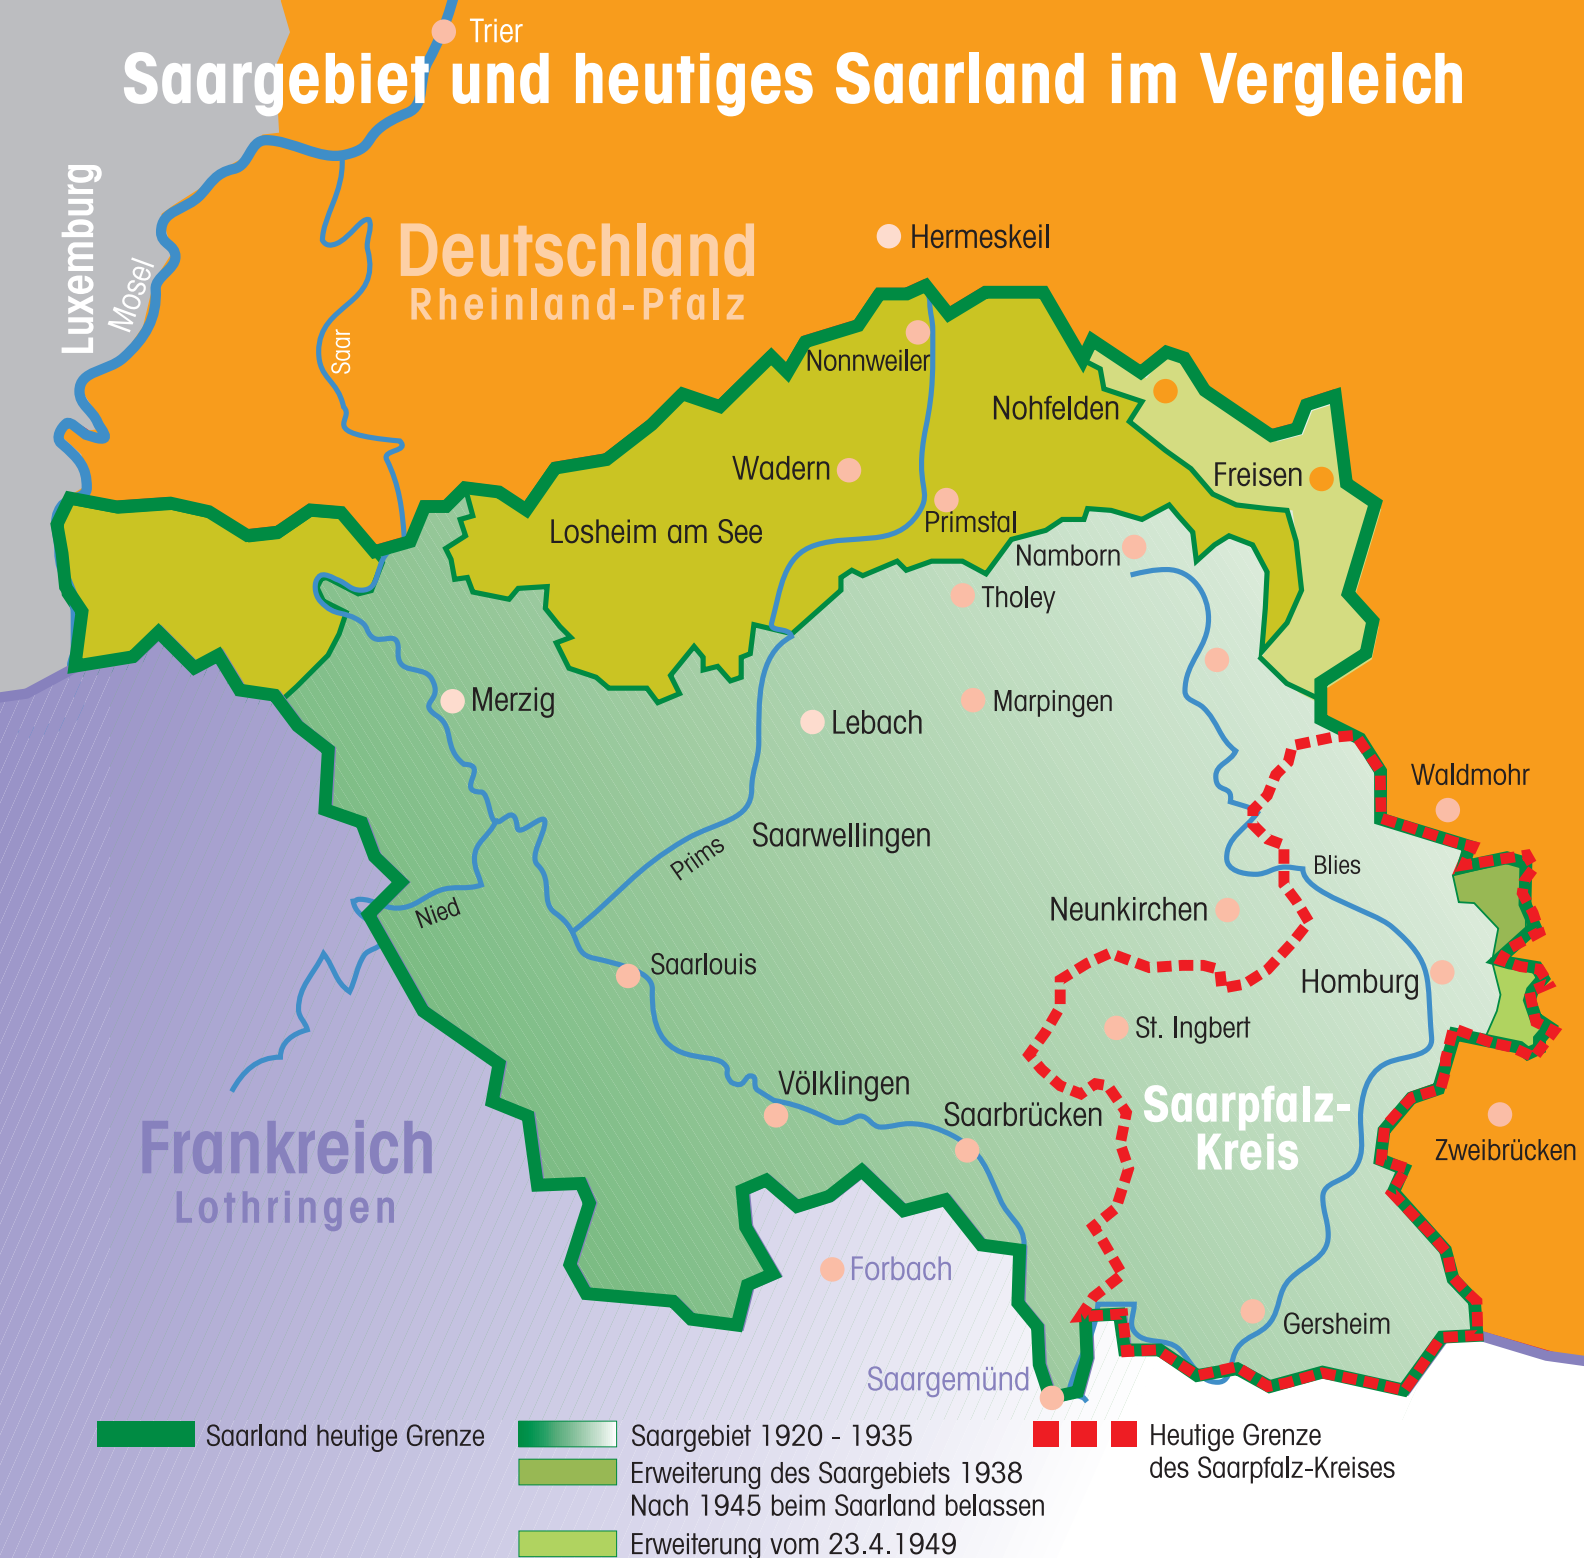 Trier
Saargebiet und heutiges Saarland im Vergleich
Luxemburg
Mosel
Saar
Deutschland
Rheinland-Pfalz
Hermeskeil
Nonnweiler
Nohfelden
Wadern
Freisen
Losheim am See
Primstal
Namborn
Tholey
Merzig
Lebach
Marpingen
Waldmohr
Saarwellingen
Prims
Blies
Nied
Neunkirchen
Saarlouis
Homburg
St. Ingbert
Völklingen
Saarbrücken
Saarpfalz-
Kreis
Zweibrücken
Frankreich
Lothringen
Forbach
Gersheim
Saargemünd
Saarland heutige Grenze
Saargebiet 1920 - 1935
Erweiterung des Saargebiets 1938
Nach 1945 beim Saarland belassen
Erweiterung vom 23.4.1949
Heutige Grenze
des Saarpfalz-Kreises